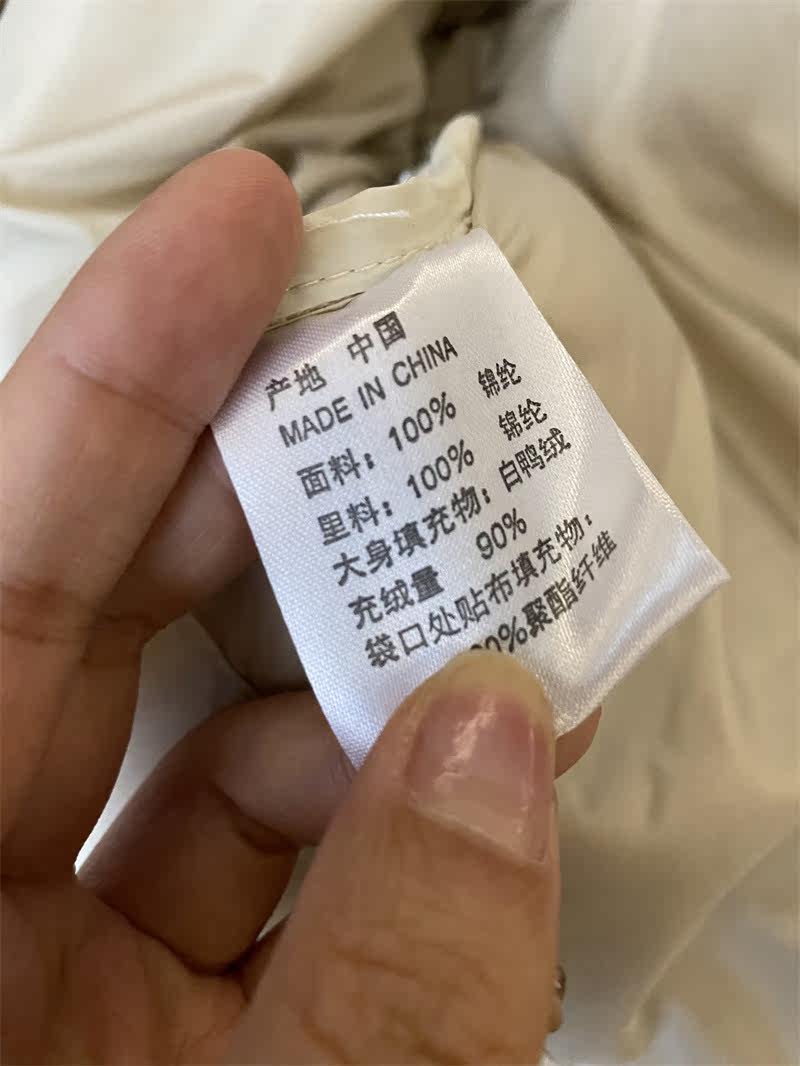 产地 中国
MADE IN CHINA
面料：100% 锦纶
里料：100% 锦纶
大身填充物：白鸭绒
充绒量 90%
袋口处贴布填充物：
聚酯纤维